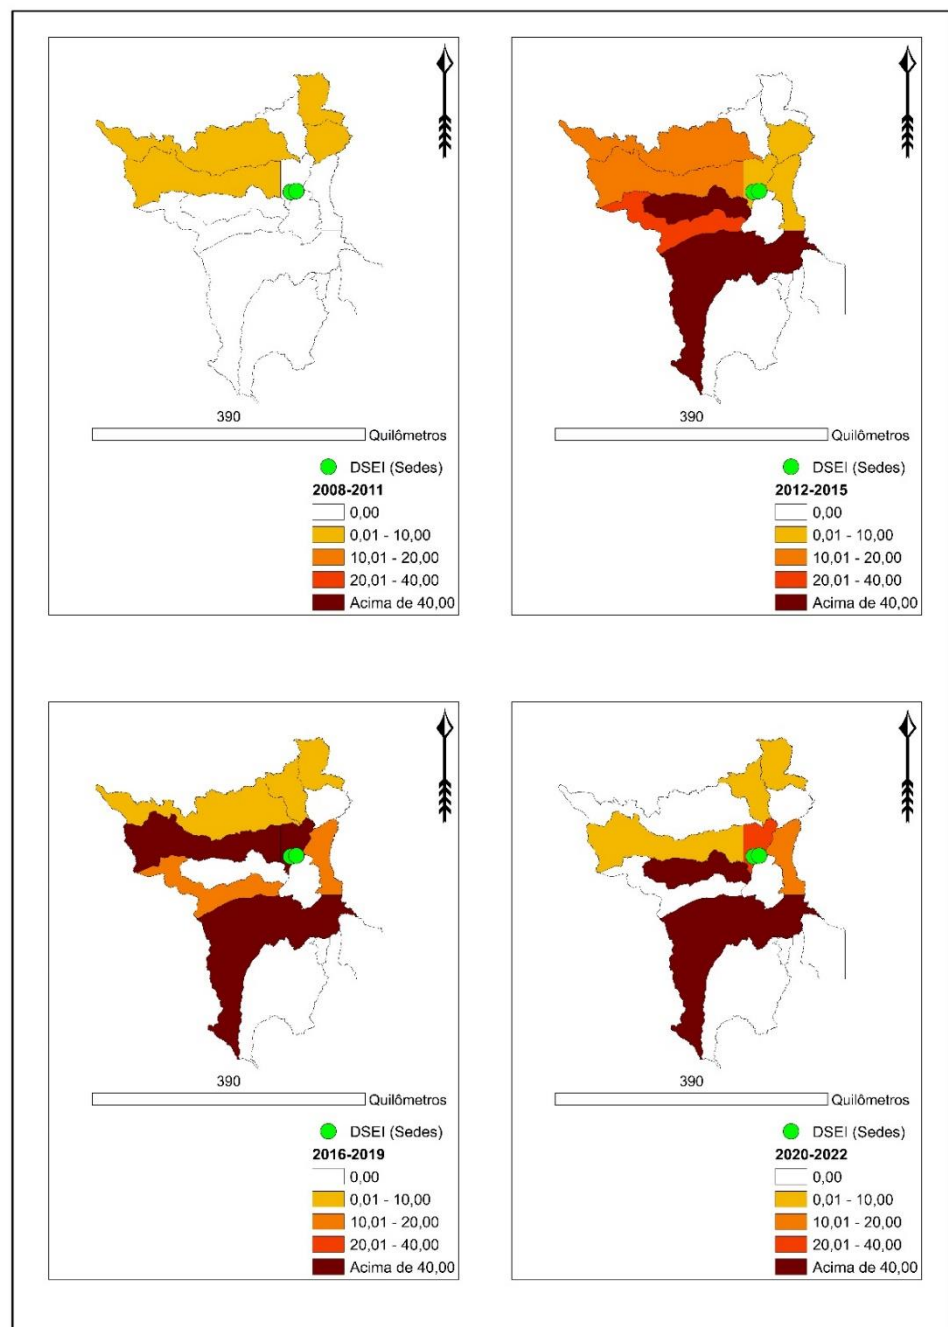 390
Quilômetros
DSEI (Sedes)
2008-2011
0,00
0,01 - 10,00
10,01 - 20,00
20,01 - 40,00
Acima de 40,00
390
Quilômetros
DSEI (Sedes)
2012-2015
0,00
0,01 - 10,00
10,01 - 20,00
20,01 - 40,00
Acima de 40,00
390
Quilômetros
DSEI (Sedes)
2016-2019
0,00
0,01 - 10,00
10,01 - 20,00
20,01 - 40,00
Acima de 40,00
390
Quilômetros
DSEI (Sedes)
2020-2022
0,00
0,01 - 10,00
10,01 - 20,00
20,01 - 40,00
Acima de 40,00